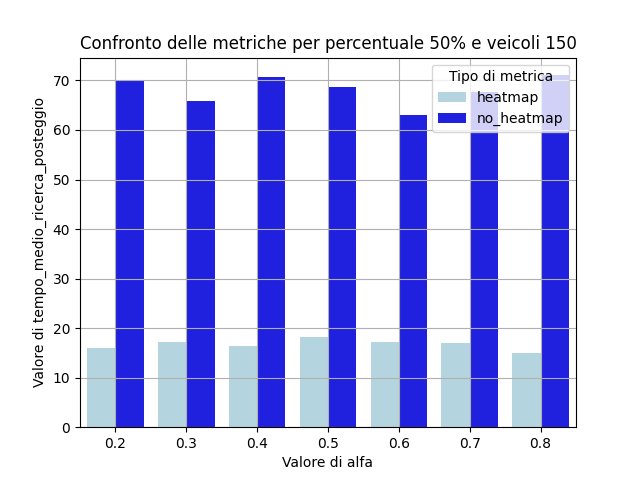 Confronto delle metriche per percentuale 50% e veicoli 150
Valore di tempo_medio_ricerca_posteggio
70
60
50
40
30
20
10
0
Tipo di metrica
heatmap
no_heatmap
0.2 0.3 0.4 0.5 0.6 0.7 0.8
Valore di alfa